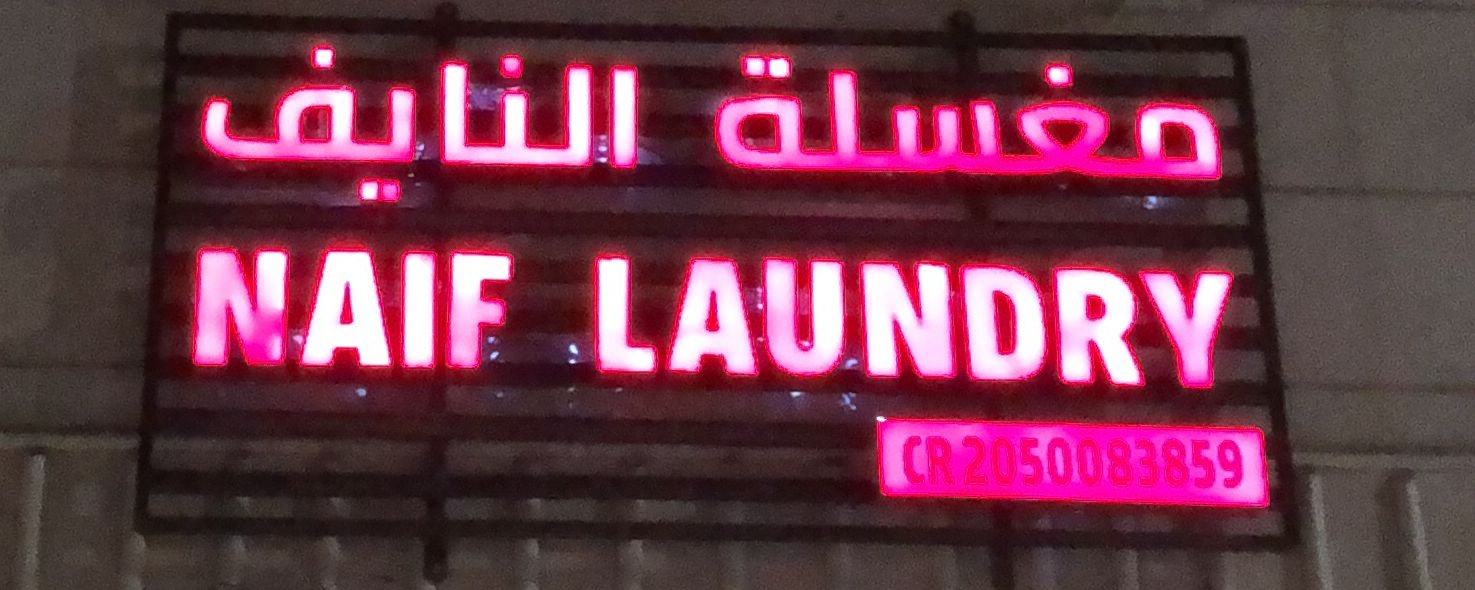 مغسلة النايف
NAIF LAUNDRY
CR 2050083859